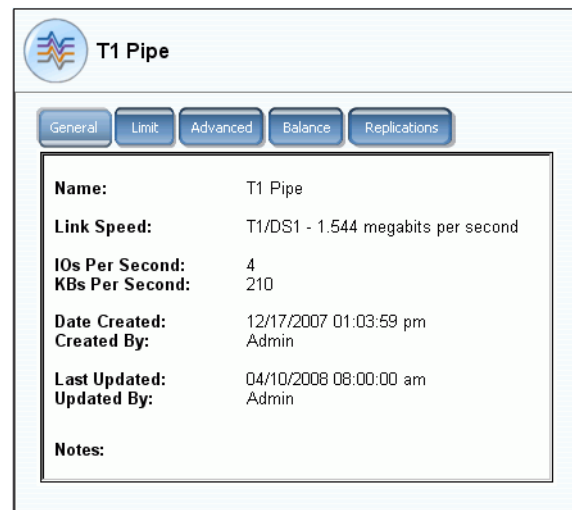 T1 Pipe
General Limit Advanced Balance Replications
Name: T1 Pipe
Link Speed: T1/DS1 - 1.544 megabits per second
IOs Per Second: 4
KBs Per Second: 210
Date Created: 12/17/2007 01:03:59 pm
Created By: Admin
Last Updated: 04/10/2008 08:00:00 am
Updated By: Admin
Notes: